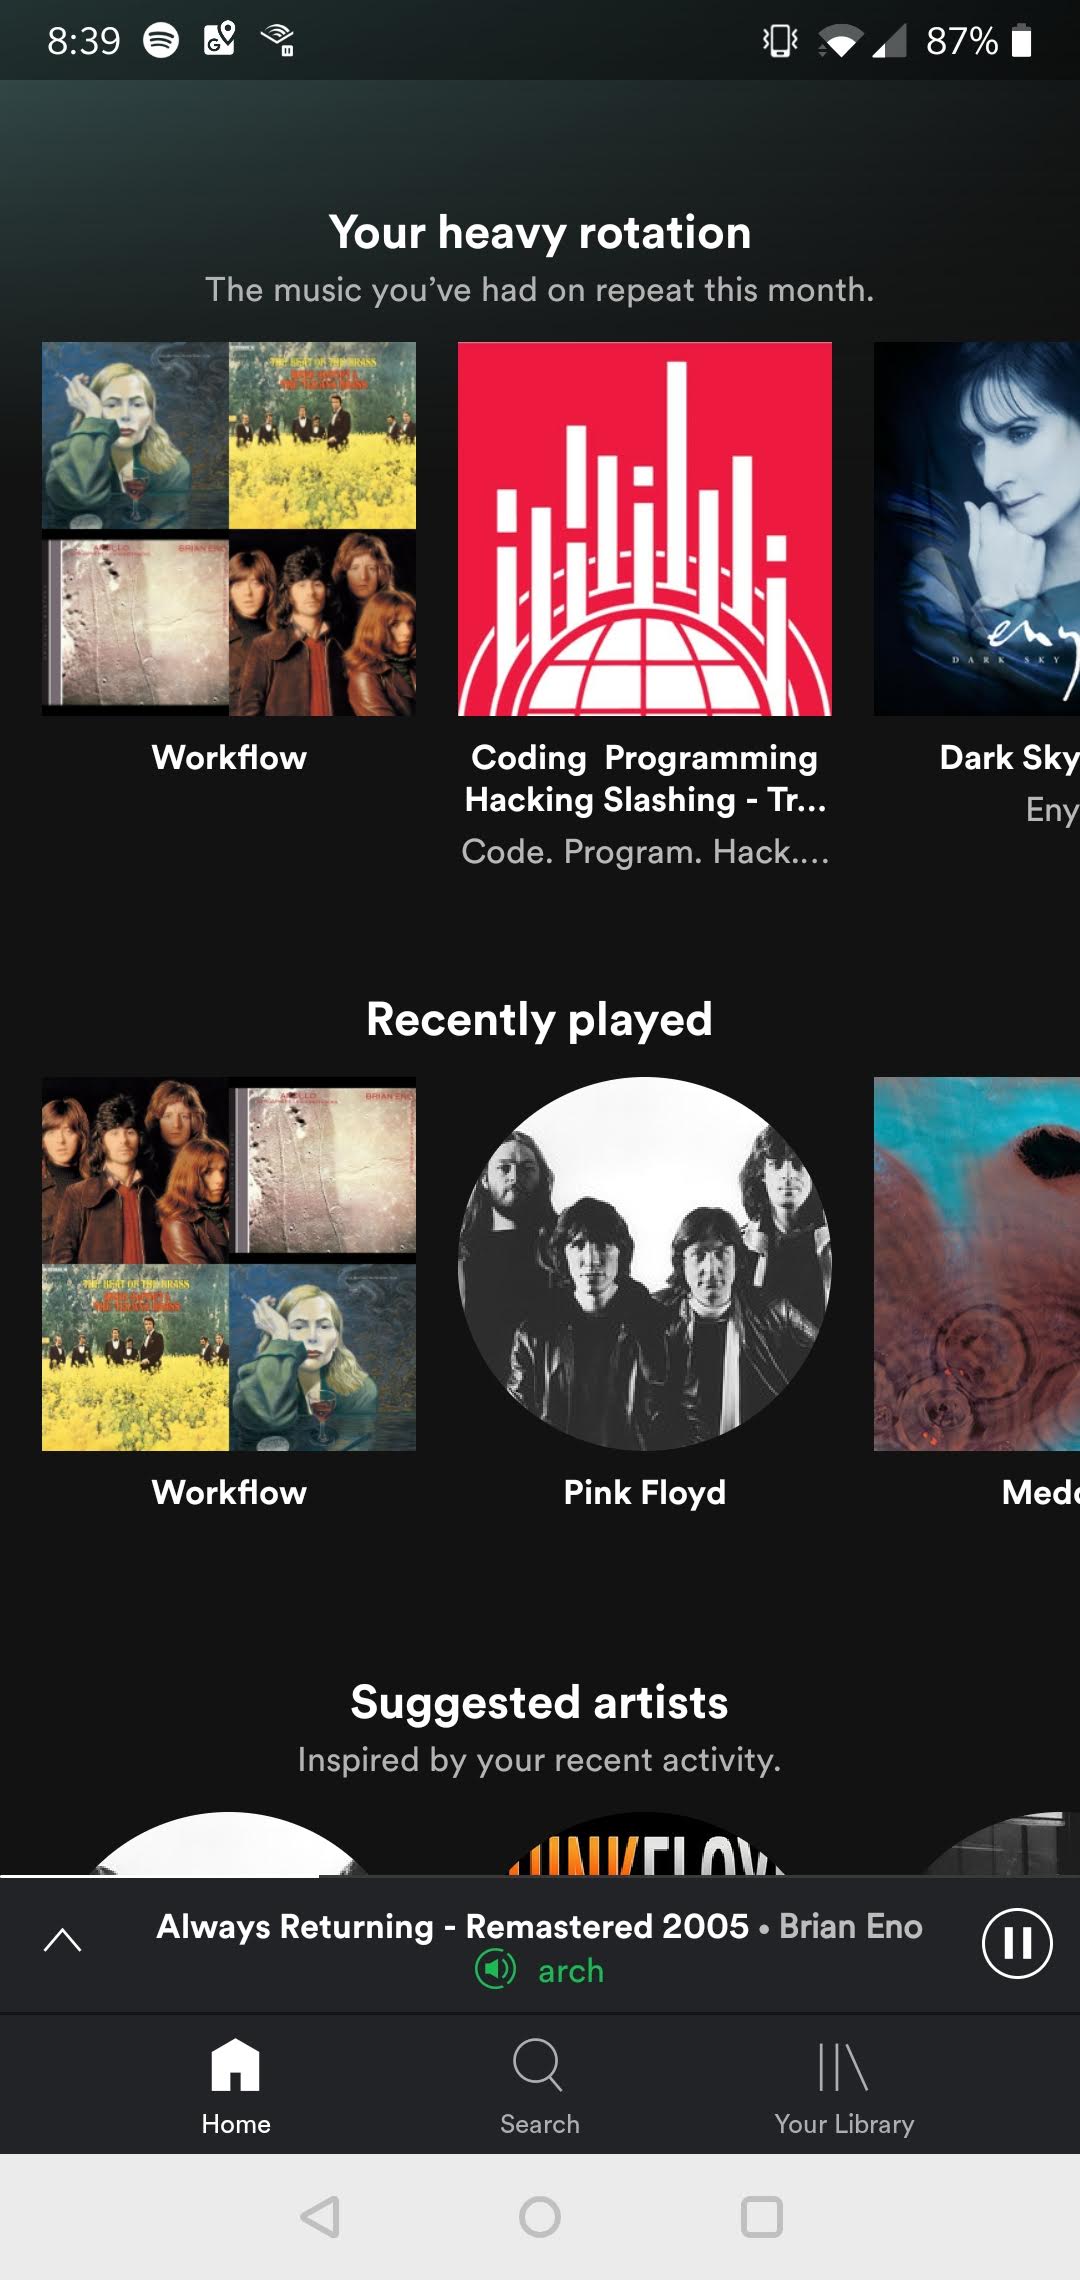 8:39
87%
Your heavy rotation
The music you’ve had on repeat this month.
THE BEAT OF THE BRASS
APOLLO
BRIAN ENO
eny
DARK SKY
Workflow
Coding Programming
Hacking Slashing - Tr...
Code. Program. Hack....
Dark Sky
Eny
Recently played
APOLLO
BRIAN ENO
THE BEAT OF THE BRASS
Workflow
Pink Floyd
Medd
Suggested artists
Inspired by your recent activity.
Always Returning - Remastered 2005 • Brian Eno
arch
Home
Search
Your Library